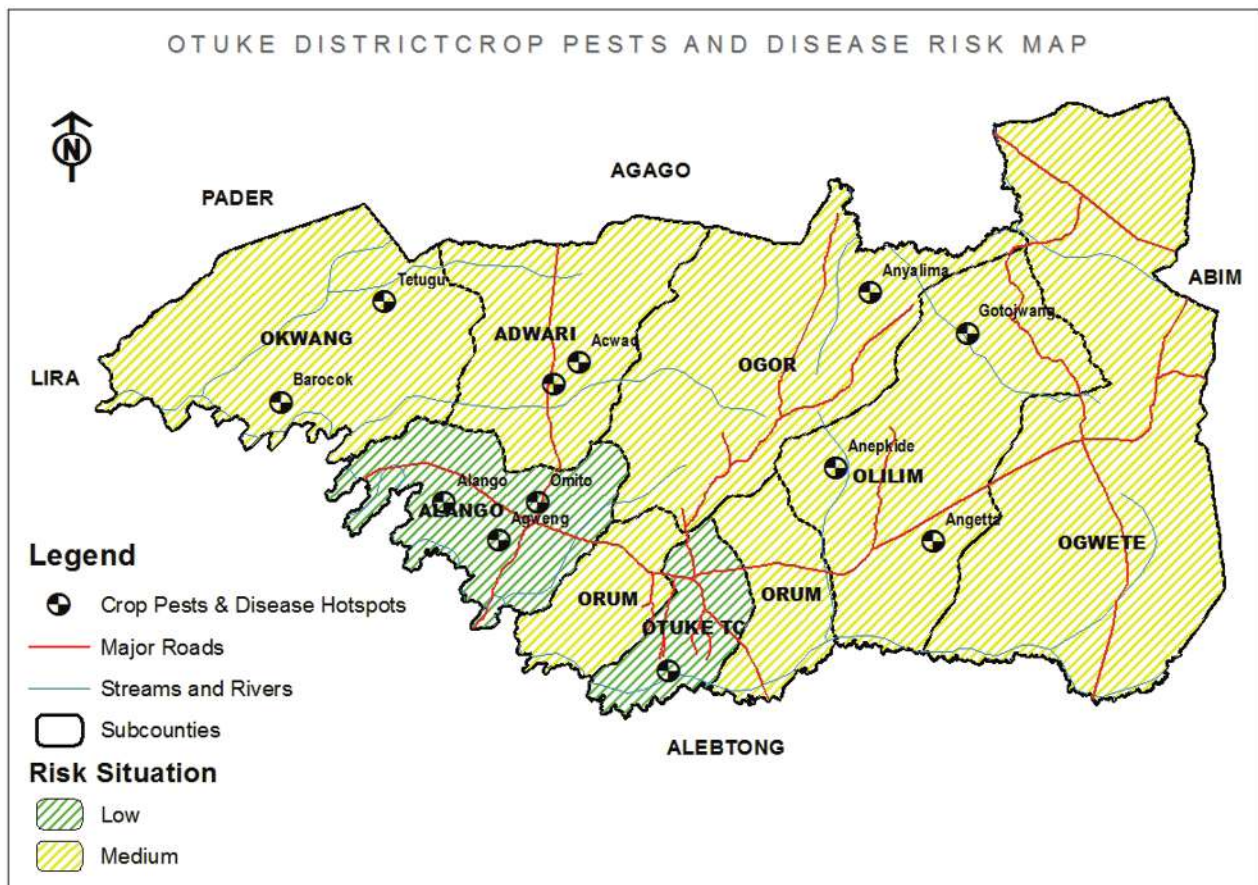 OTUKE DISTRICTCROP PESTS AND DISEASE RISK MAP
N
AGAGO
PADER
ABIM
Tetugu
Anyalima
Gotojwang
OKWANG
ADWARI
Acwao
OGOR
LIRA
Barocok
Anepkide
OLILIM
Alango
Omito
ALANGO
Agweng
Angetta
OGWETE
ORUM
ORUM
OTUKE TC
ALEBTONG
Legend
Crop Pests & Disease Hotspots
Major Roads
Streams and Rivers
Subcounties
Risk Situation
Low
Medium